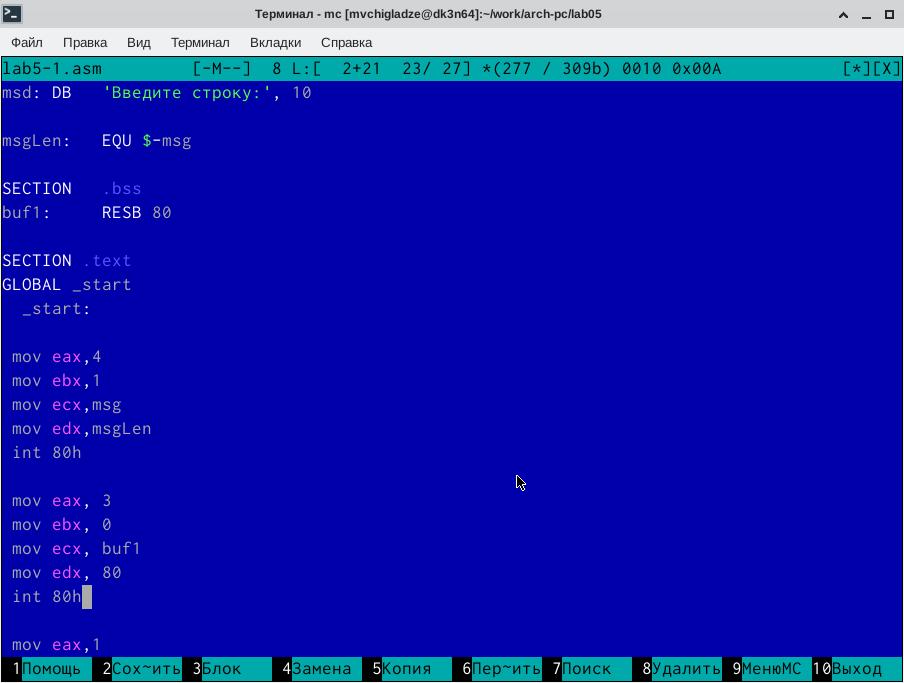 Терминал - mc [mvchigladze@dk3n64]:~/work/arch-pc/lab05
Файл Правка Вид Терминал Вкладки Справка
lab5-1.asm [-M--] 8 L:[ 2+21 23/ 27] *(277 / 309b) 0010 0x00A [*][X]
msd: DB 'Введите строку:', 10
msgLen: EQU $-msg
SECTION .bss
buf1: RESB 80
SECTION .text
GLOBAL _start
_start:
mov eax,4
mov ebx,1
mov ecx,msg
mov edx,msgLen
int 80h
mov eax, 3
mov ebx, 0
mov ecx, buf1
mov edx, 80
int 80h
mov eax,1
1Помощь 2Сох~ить 3Блок 4Замена 5Копия 6Пер~ить 7Поиск 8Удалить 9МенюМС 10Выход